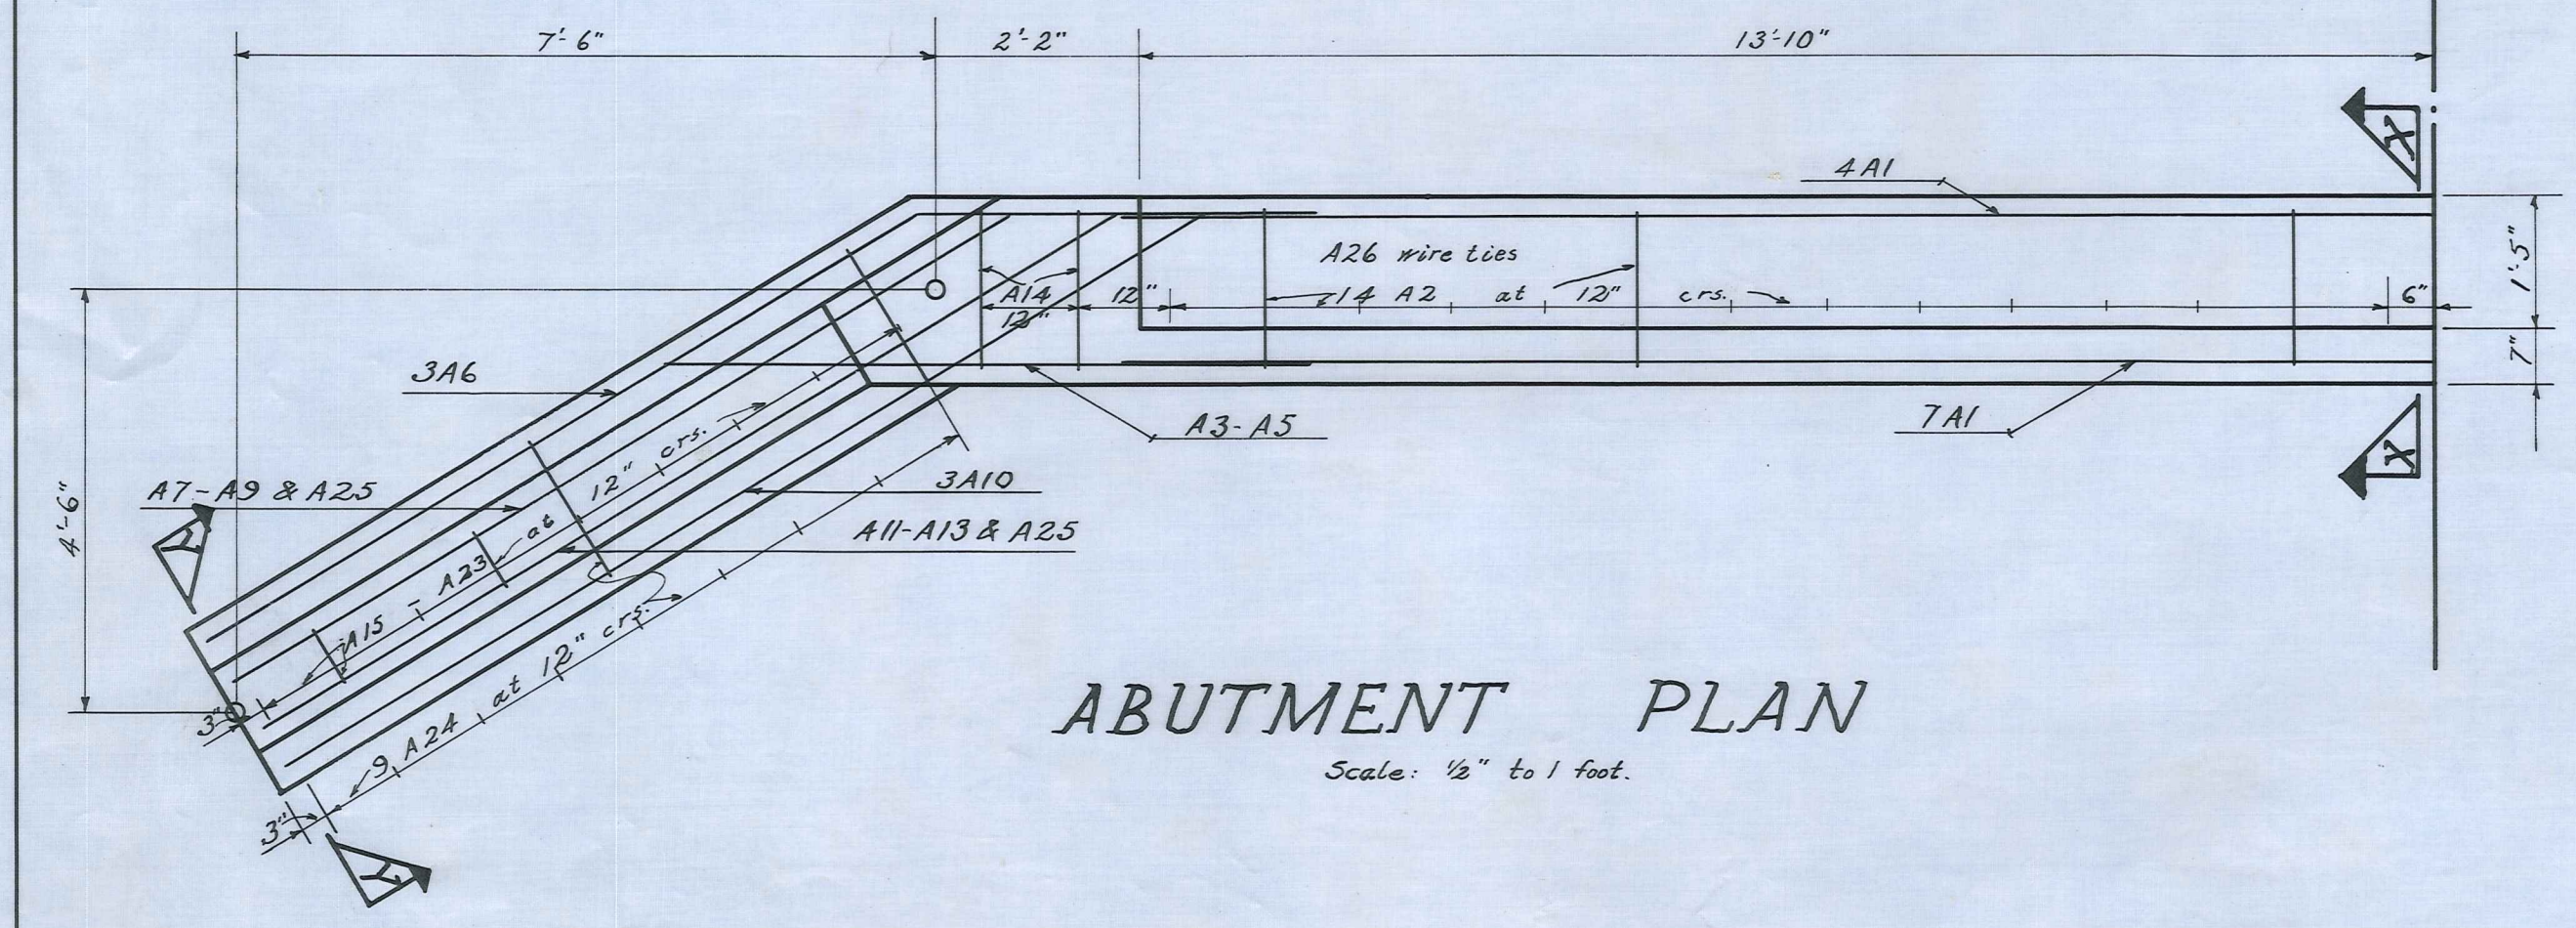 7'-6"
2'-2"
13'-10"
X
4A1
1'-5"
A26 wire ties
A14
12"
12"
14 A2 at 12" crs.
6"
7"
3A6
A3-A5
7A1
X
A7-A9 & A25
3A10
4'-6"
A11-A13 & A25
Y
A15 - A23 at 12" crs.
3"
9 A24 at 12" crs.
3"
Y
ABUTMENT PLAN
Scale: ½" to 1 foot.